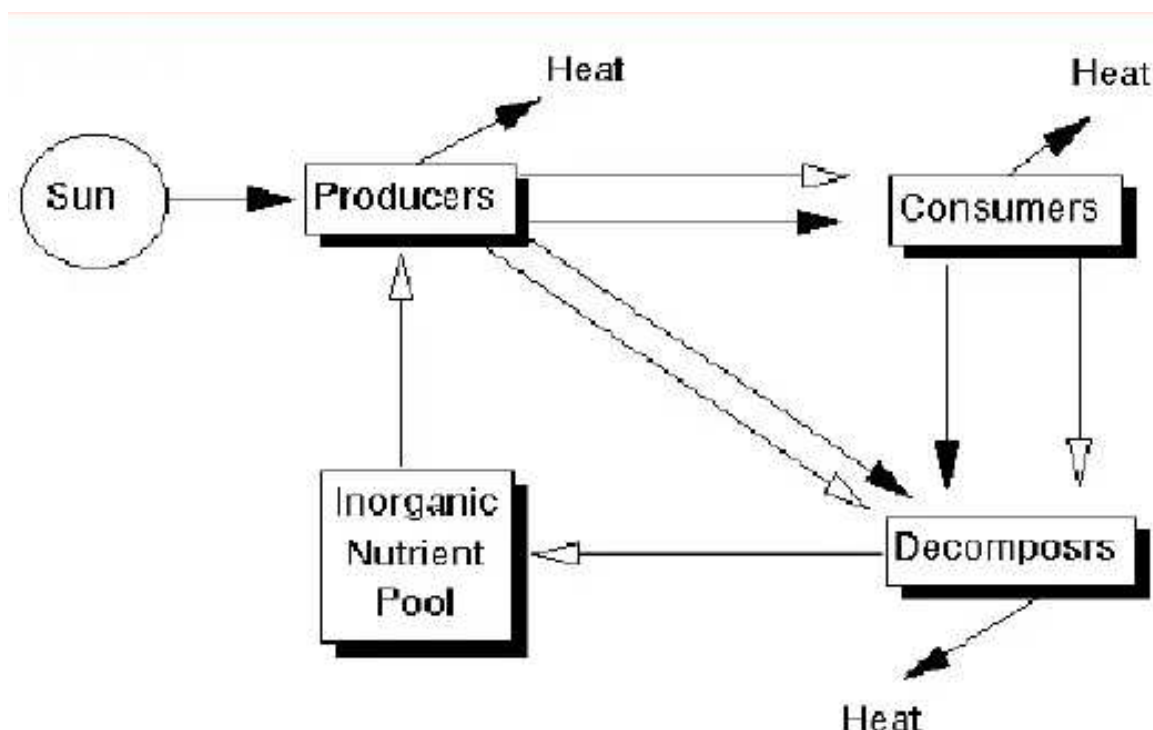 Heat
Heat
Sun
Producers
Consumers
Inorganic
Nutrient
Pool
Decomposrs
Heat